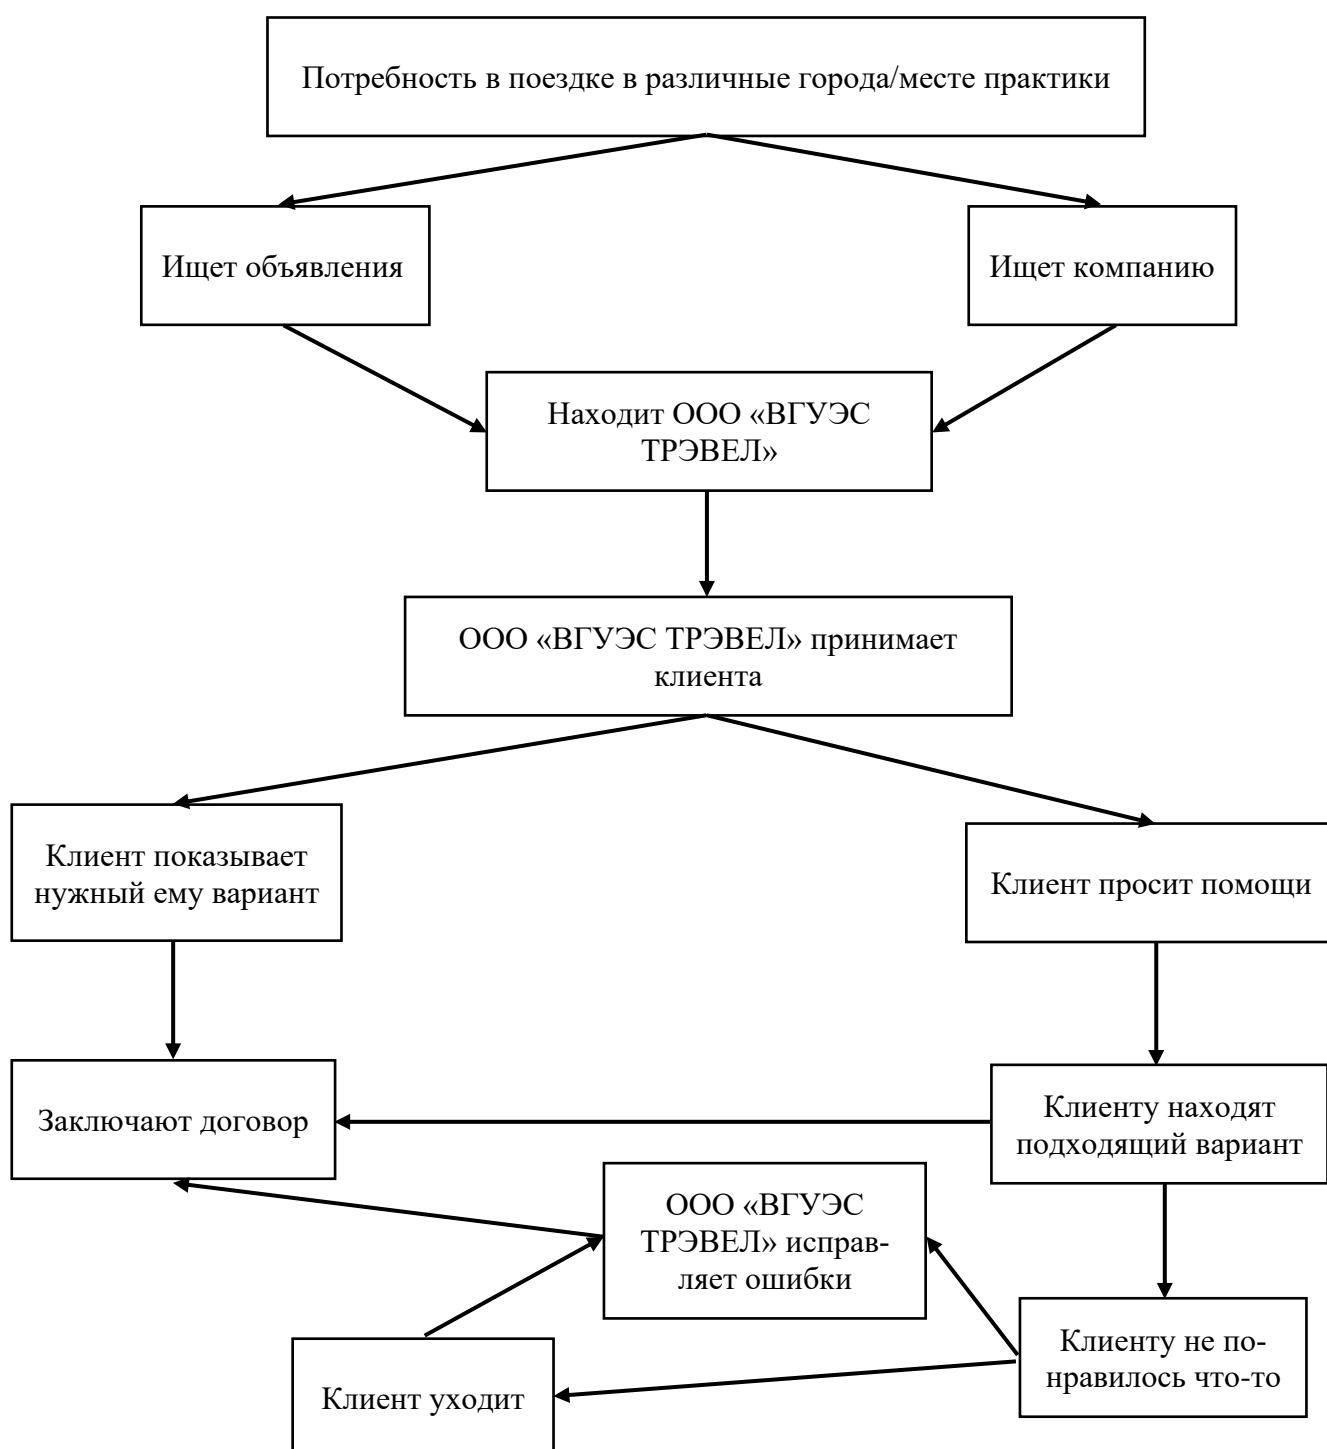 Потребность в поездке в различные города/месте практики
Ищет объявления
Ищет компанию
Находит ООО «ВГУЭС
ТРЭВЕЛ»
ООО «ВГУЭС ТРЭВЕЛ» принимает
клиента
Клиент показывает
нужный ему вариант
Клиент просит помощи
Заключают договор
Клиенту находят
подходящий вариант
ООО «ВГУЭС
ТРЭВЕЛ» исправ-
ляет ошибки
Клиенту не по-
нравилось что-то
Клиент уходит